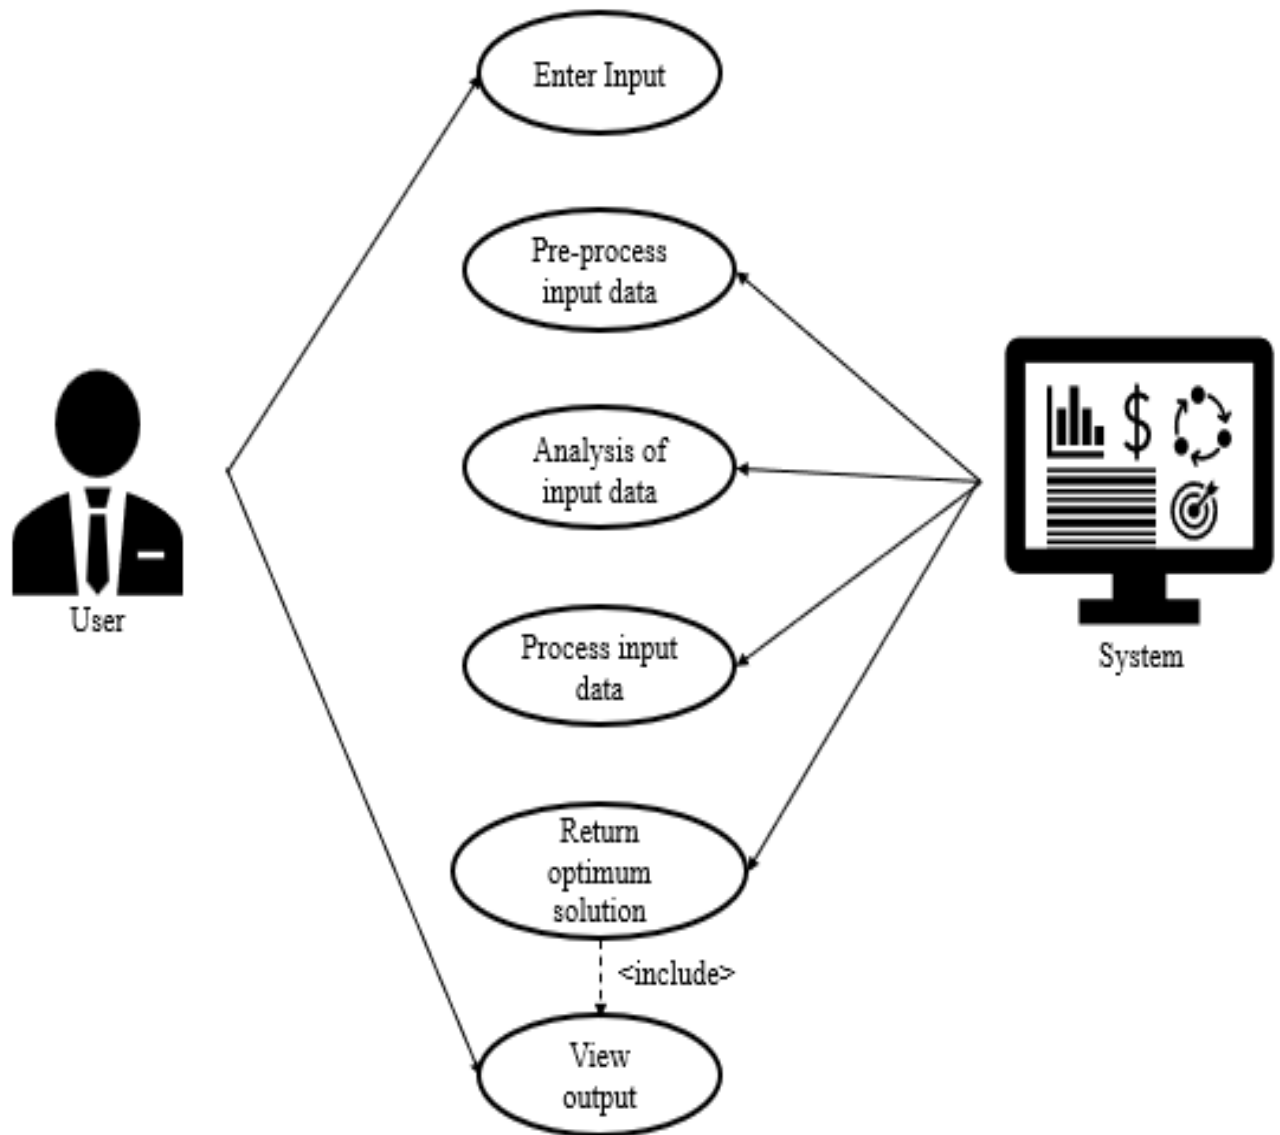 Enter Input
Pre-process
input data
Analysis of
input data
User
Process input
data
System
Return
optimum
solution
<include>
View
output